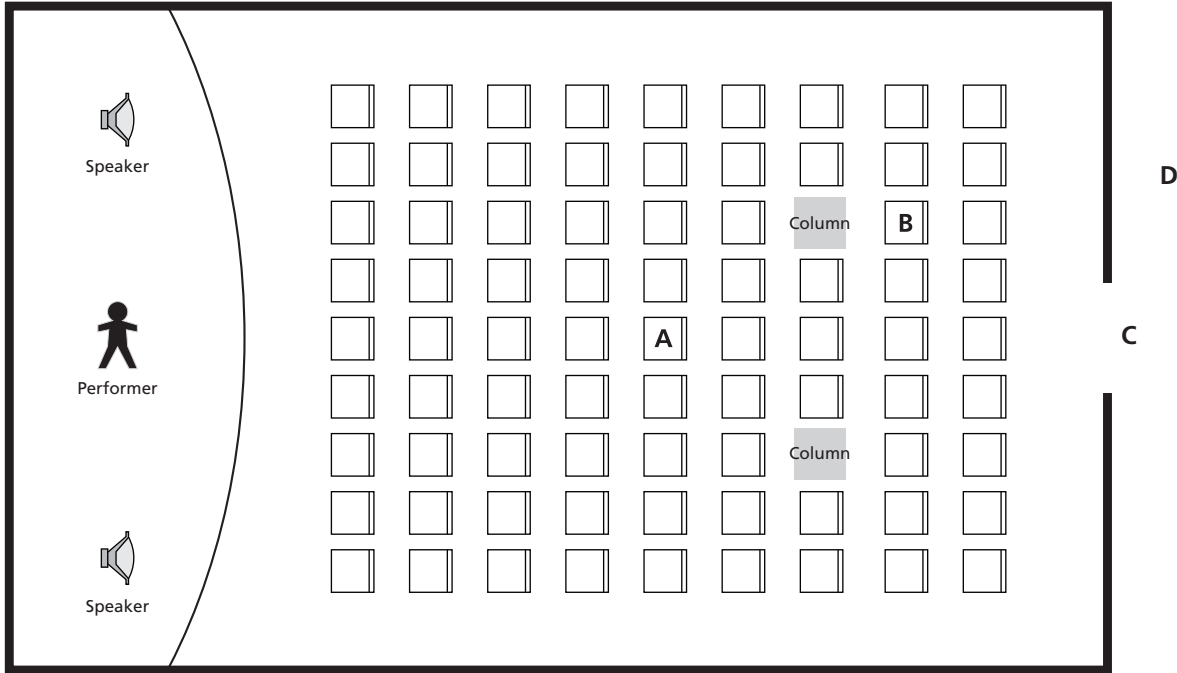 Speaker
Column
B
D
A
C
Performer
Column
Speaker